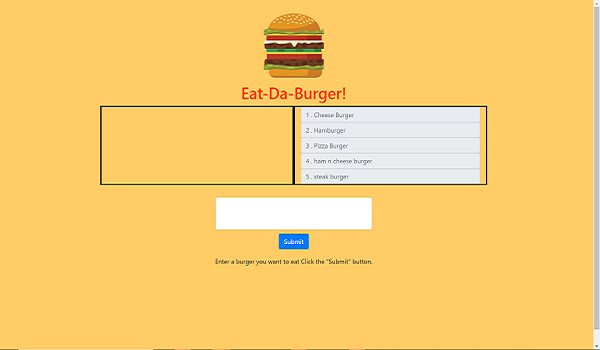 Eat-Da-Burger!
1 . Cheese Burger
2 . Hamburger
3 . Pizza Burger
4 . ham n cheese burger
5 . steak burger
Submit
Enter a burger you want to eat Click the "Submit" button.